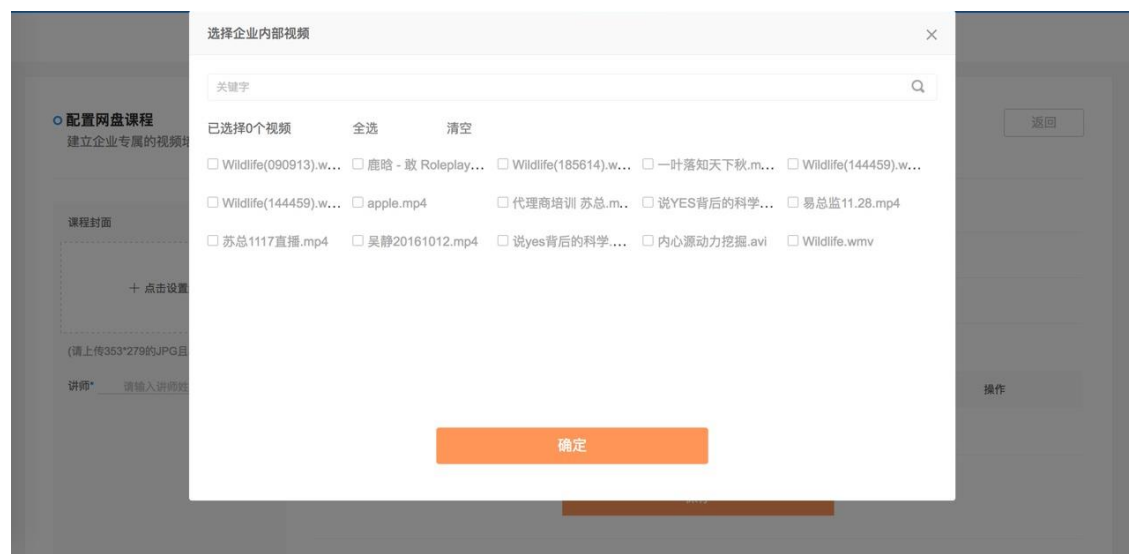 选择企业内部视频
关键字
配置网盘课程
返回
建立企业专属的视频
已选择0个视频 全选 清空
Wildlife(090913).w... 鹿晗 - 敢 Roleplay... Wildlife(185614).w... 一叶落知天下秋.m... Wildlife(144459).w...
Wildlife(144459).w... apple.mp4 代理商培训 苏总.m.. 说YES背后的科学... 易总监11.28.mp4
课程封面
苏总1117直播.mp4 吴静20161012.mp4 说yes背后的科学.... 内心源动力挖掘.avi Wildlife.wmv
+ 点击设置
(请上传353*279的JPG且
讲师* 请输入讲师姓
操作
确定